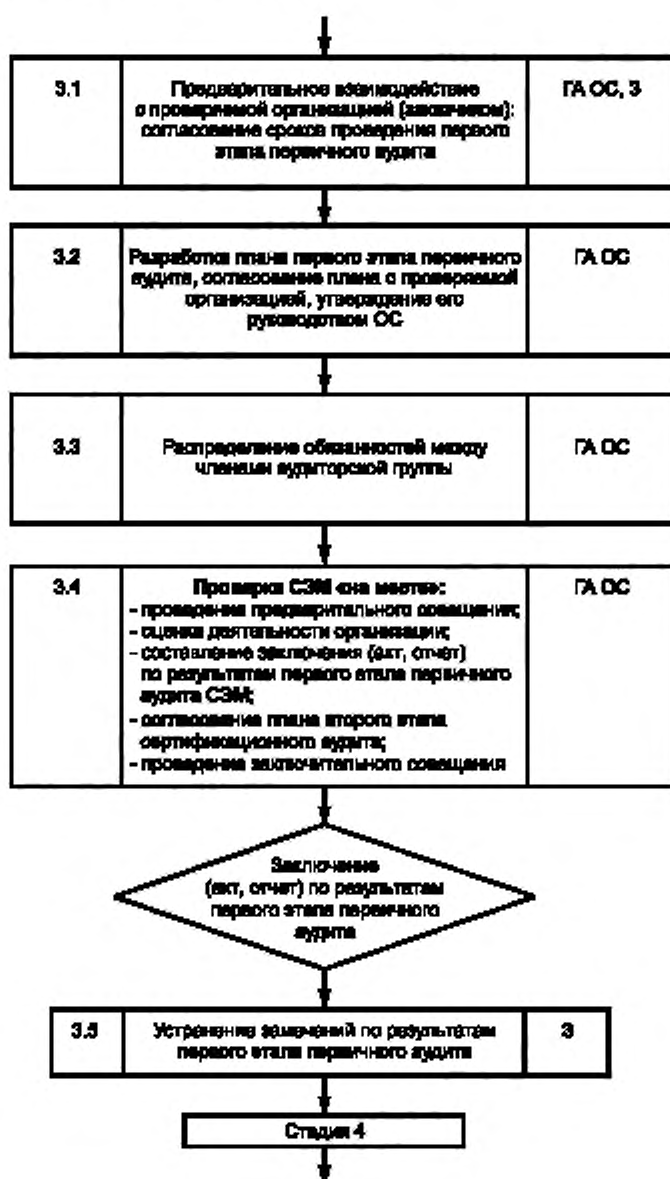 3.1
Предварительное взаимодействие
с проверяемой организацией (заказчиком):
согласование сроков проведения первого
этапа первичного аудита
ГА ОС, З
3.2
Разработка плана первого этапа первичного
аудита, согласование плана с проверяемой
организацией, утверждение его
руководством ОС
ГА ОС
3.3
Распределение обязанностей между
членами аудиторской группы
ГА ОС
3.4
Проверка СЭМ «на месте»:
- проведение предварительного совещания;
- оценка деятельности организации;
- составление заключения (акт, отчет)
по результатам первого этапа первичного
аудита СЭМ;
- согласование плана второго этапа
сертификационного аудита;
- проведение заключительного совещания
ГА ОС
Заключение
(акт, отчет) по результатам
первого этапа первичного
аудита
3.5
Устранение замечаний по результатам
первого этапа первичного аудита
З
Стадия 4